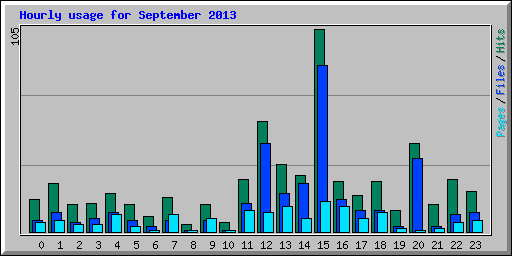 Hourly usage for September 2013
105
Pages / Files / Hits
0 1 2 3 4 5 6 7 8 9 10 11 12 13 14 15 16 17 18 19 20 21 22 23